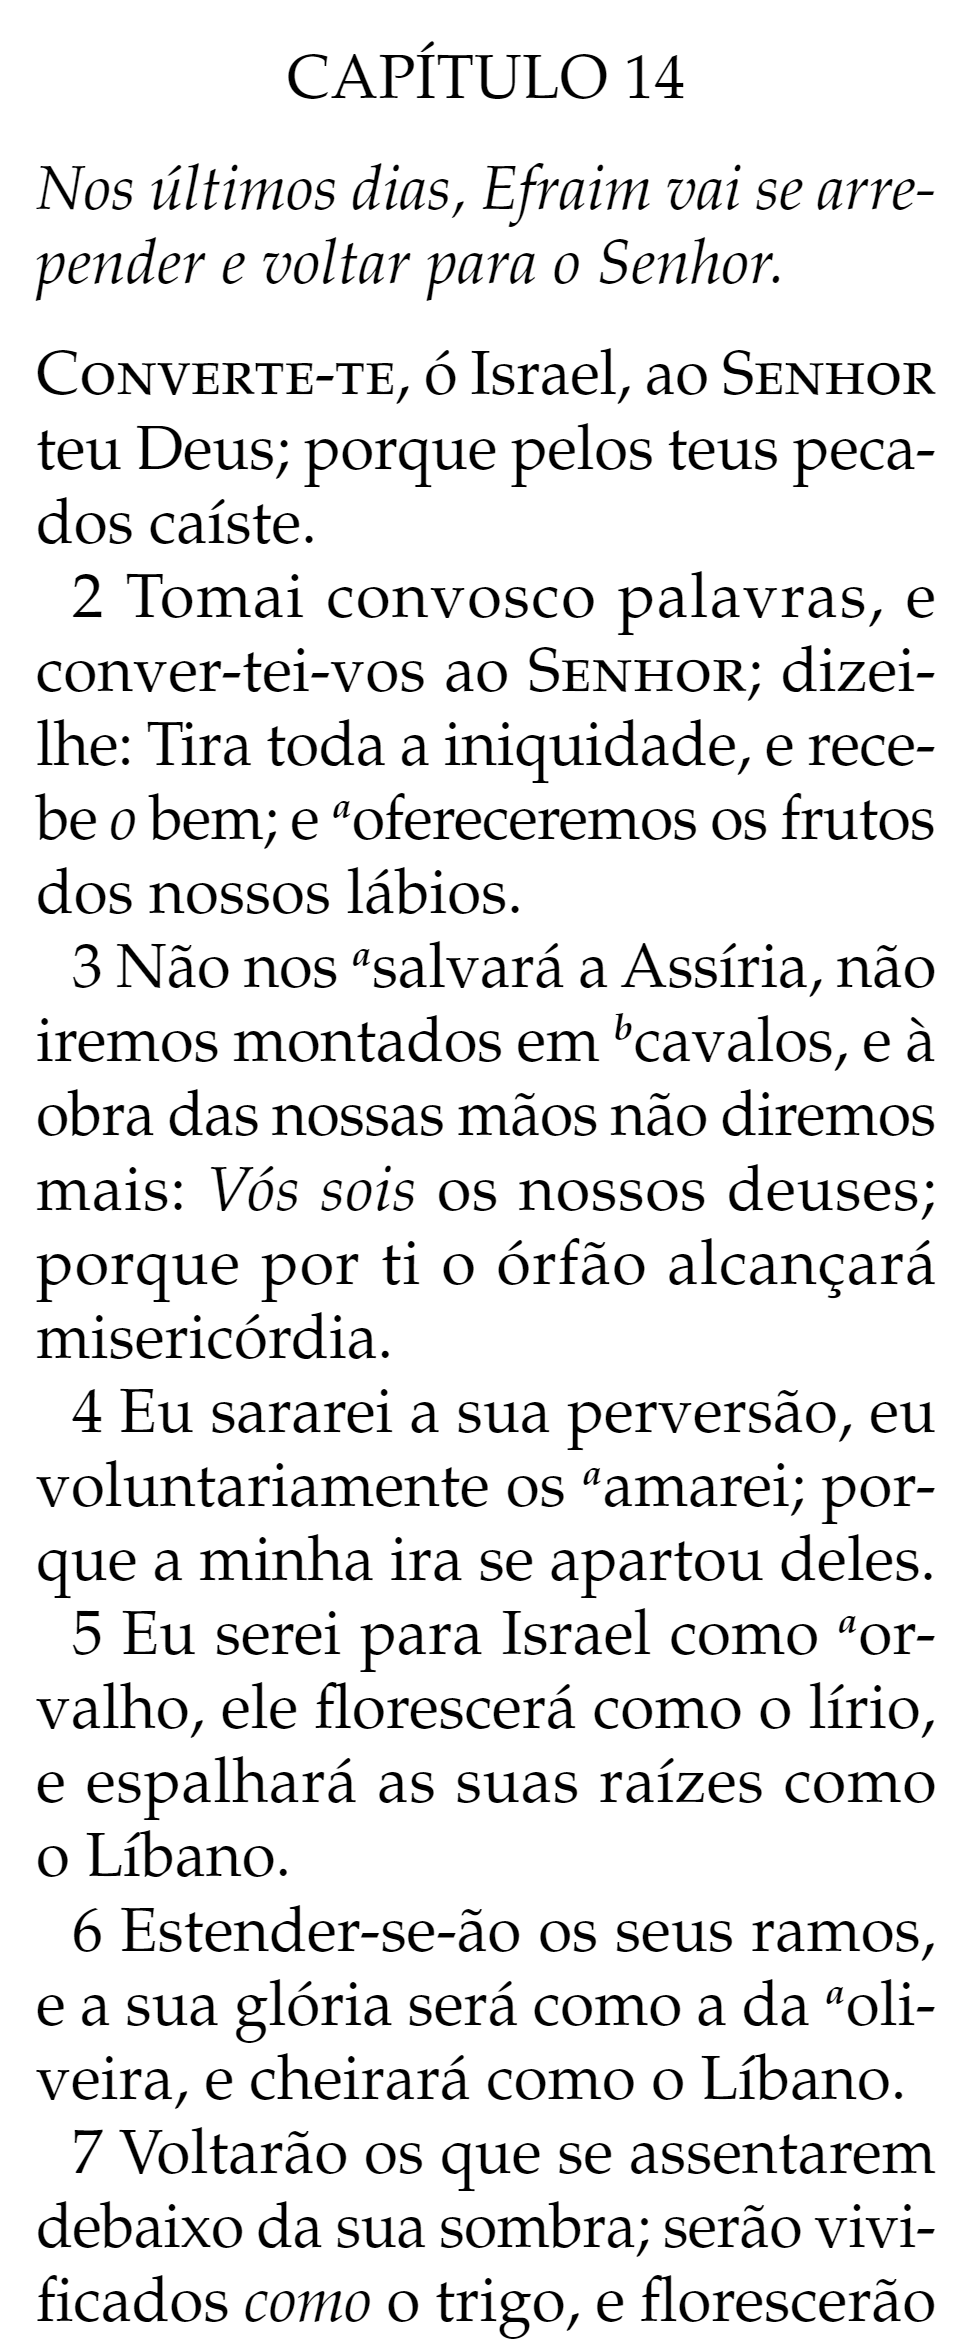 CAPÍTULO 14
Nos últimos dias, Efraim vai se arre-
pender e voltar para o Senhor.
CONVERTE-TE, ó Israel, ao SENHOR
teu Deus; porque pelos teus peca-
dos caíste.
2 Tomai convosco palavras, e
conver-tei-vos ao SENHOR; dizei-
lhe: Tira toda a iniquidade, e rece-
be o bem; e aofereceremos os frutos
dos nossos lábios.
3 Não nos asalvará a Assíria, não
iremos montados em bcavalos, e à
obra das nossas mãos não diremos
mais: Vós sois os nossos deuses;
porque por ti o órfão alcançará
misericórdia.
4 Eu sararei a sua perversão, eu
voluntariamente os aamarei; por-
que a minha ira se apartou deles.
5 Eu serei para Israel como aor-
valho, ele florescerá como o lírio,
e espalhará as suas raízes como
o Líbano.
6 Estender-se-ão os seus ramos,
e a sua glória será como a da aoli-
veira, e cheirará como o Líbano.
7 Voltarão os que se assentarem
debaixo da sua sombra; serão vivi-
ficados como o trigo, e florescerão